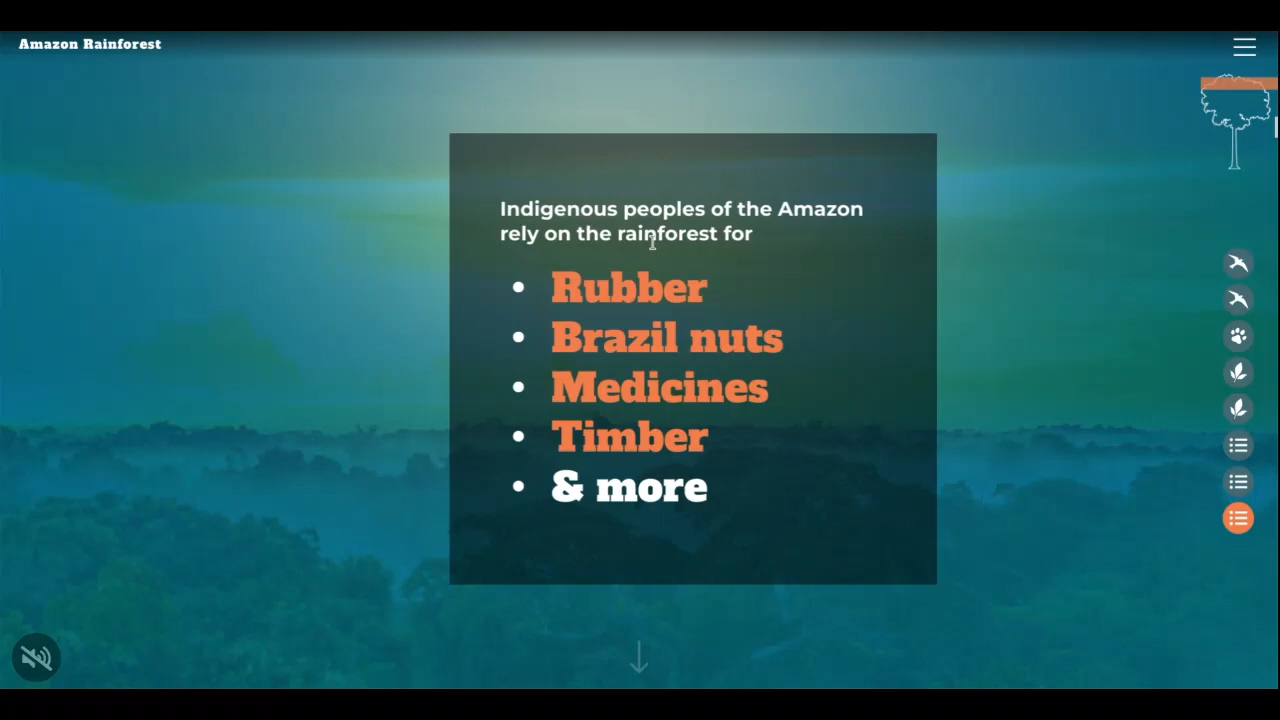 Amazon Rainforest
Indigenous peoples of the Amazon
rely on the rainforest for
• Rubber
• Brazil nuts
• Medicines
• Timber
• & more